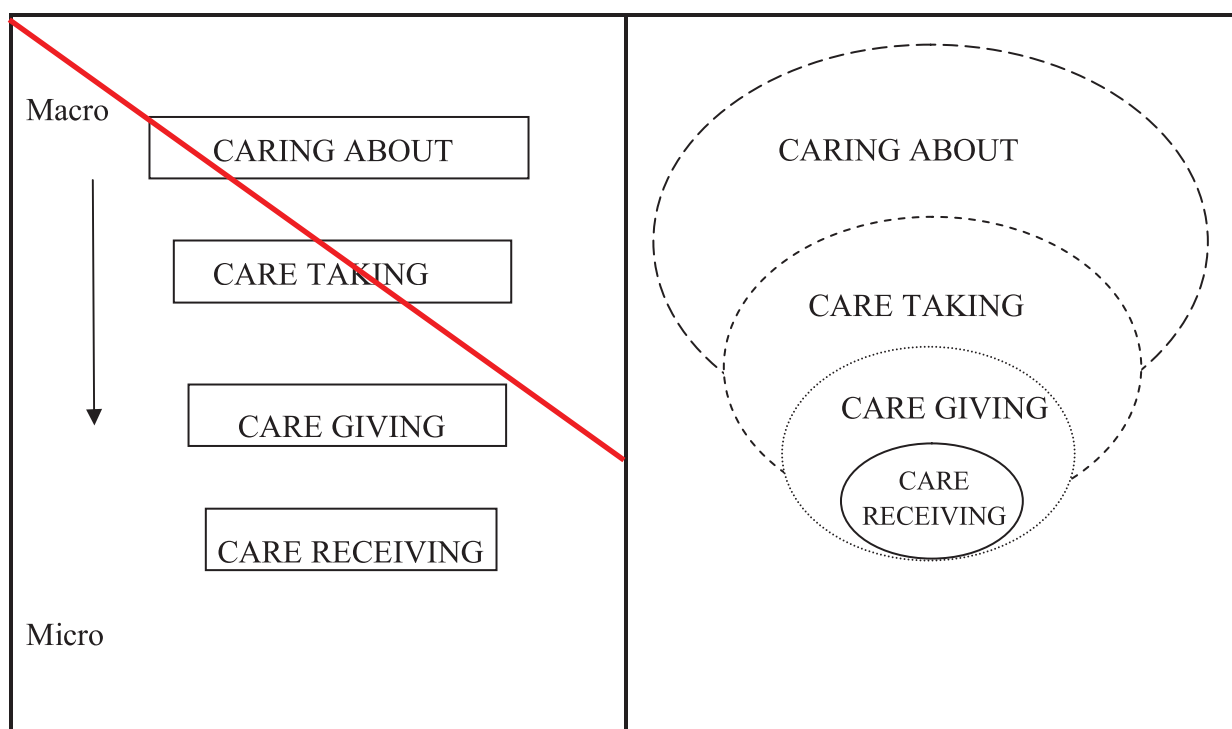 Macro
CARING ABOUT
CARE TAKING
CARE GIVING
CARE RECEIVING
Micro
CARING ABOUT
CARE TAKING
CARE GIVING
CARE
RECEIVING